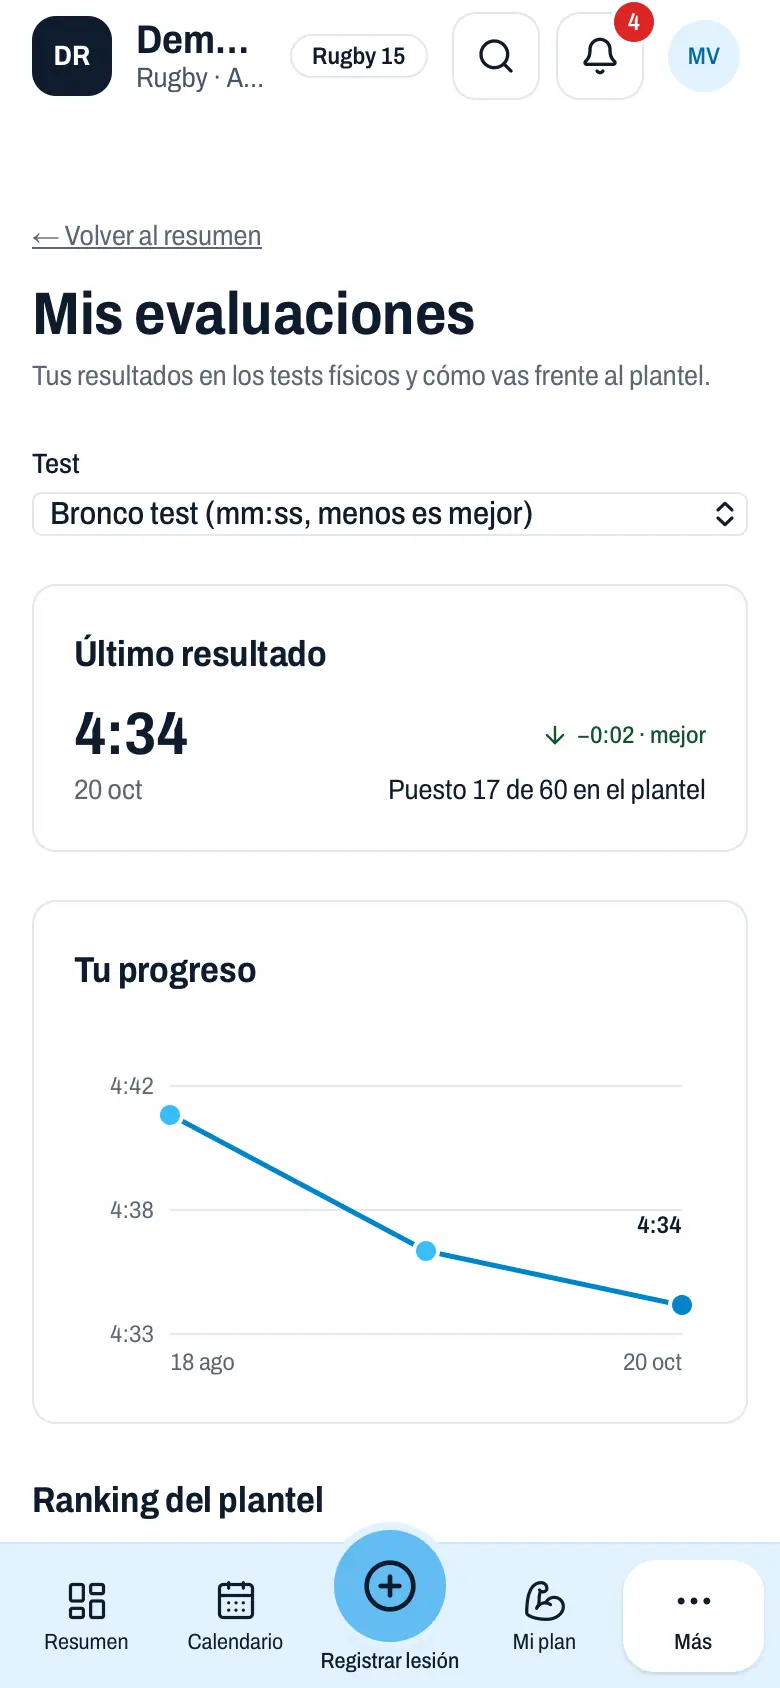 DR
Dem...
Rugby · A...
Rugby 15
4
MV
← Volver al resumen
Mis evaluaciones
Tus resultados en los tests físicos y cómo vas frente al plantel.
Test
Bronco test (mm:ss, menos es mejor)
Último resultado
4:34
↓ −0:02 · mejor
20 oct
Puesto 17 de 60 en el plantel
Tu progreso
4:42
4:38
4:34
4:33
18 ago
20 oct
Ranking del plantel
Resumen
Calendario
Registrar lesión
Mi plan
Más